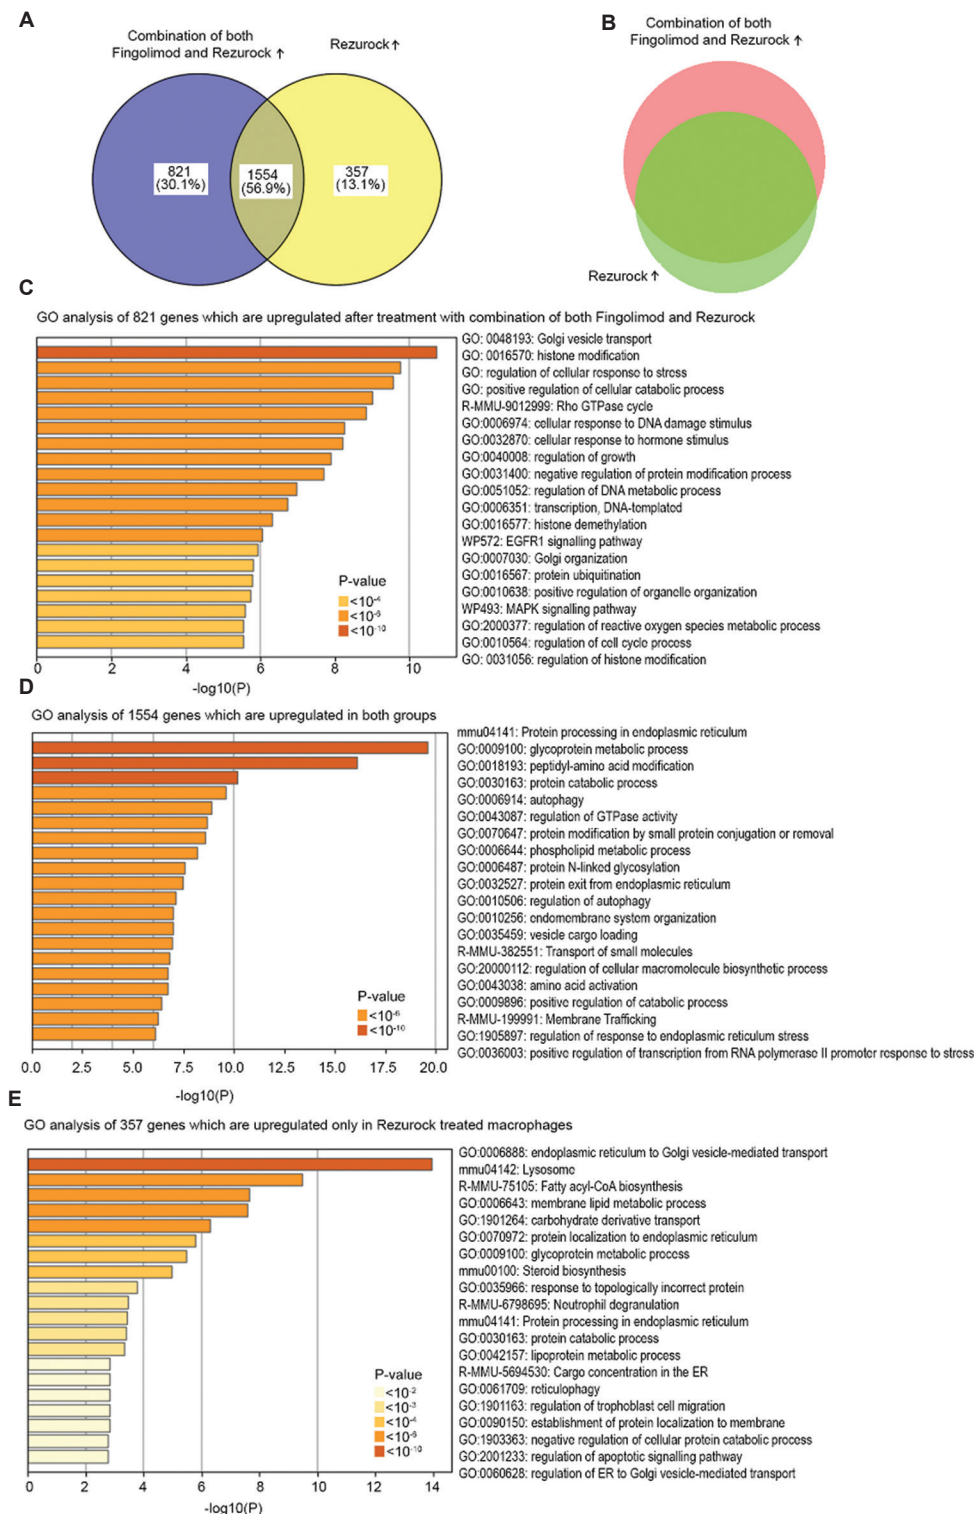 A
Combination of both
Fingolimod and Rezurock ↑
Rezurock ↑
821
(30.1%)
1554
(56.9%)
357
(13.1%)
B
Combination of both
Fingolimod and Rezurock ↑
Rezurock ↑
C
GO analysis of 821 genes which are upregulated after treatment with combination of both Fingolimod and Rezurock
GO: 0048193: Golgi vesicle transport
GO: 0016570: histone modification
GO: regulation of cellular response to stress
GO: positive regulation of cellular catabolic process
R-MMU-9012999: Rho GTPase cycle
GO:0006974: cellular response to DNA damage stimulus
GO:0032870: cellular response to hormone stimulus
GO:0040008: regulation of growth
GO:0031400: negative regulation of protein modification process
GO:0051052: regulation of DNA metabolic process
GO:0006351: transcription, DNA-templated
GO:0016577: histone demethylation
WP572: EGFR1 signalling pathway
GO:0007030: Golgi organization
GO:0016567: protein ubiquitination
GO:0010638: positive regulation of organelle organization
WP493: MAPK signalling pathway
GO:2000377: regulation of reactive oxygen species metabolic process
GO:0010564: regulation of cell cycle process
GO: 0031056: regulation of histone modification
P-value
<10-4
<10-6
<10-10
0 2 4 6 8 10
-log10(P)
D
GO analysis of 1554 genes which are upregulated in both groups
mmu04141: Protein processing in endoplasmic reticulum
GO:0009100: glycoprotein metabolic process
GO:0018193: peptidyl-amino acid modification
GO:0030163: protein catabolic process
GO:0006914: autophagy
GO:0043087: regulation of GTPase activity
GO:0070647: protein modification by small protein conjugation or removal
GO:0006644: phospholipid metabolic process
GO:0006487: protein N-linked glycosylation
GO:0032527: protein exit from endoplasmic reticulum
GO:0010506: regulation of autophagy
GO:0010256: endomembrane system organization
GO:0035459: vesicle cargo loading
R-MMU-382551: Transport of small molecules
GO:20000112: regulation of cellular macromolecule biosynthetic process
GO:0043038: amino acid activation
GO:0009896: positive regulation of catabolic process
R-MMU-199991: Membrane Trafficking
GO:1905897: regulation of response to endoplasmic reticulum stress
GO:0036003: positive regulation of transcription from RNA polymerase II promoter response to stress
P-value
<10-6
<10-10
0.0 2.5 5.0 7.5 10.0 12.5 15.0 17.5 20.0
-log10(P)
E
GO analysis of 357 genes which are upregulated only in Rezurock treated macrophages
GO:0006888: endoplasmic reticulum to Golgi vesicle-mediated transport
mmu04142: Lysosome
R-MMU-75105: Fatty acyl-CoA biosynthesis
GO:0006643: membrane lipid metabolic process
GO:1901264: carbohydrate derivative transport
GO:0070972: protein localization to endoplasmic reticulum
GO:0009100: glycoprotein metabolic process
mmu00100: Steroid biosynthesis
GO:0035966: response to topologically incorrect protein
R-MMU-6798695: Neutrophil degranulation
mmu04141: Protein processing in endoplasmic reticulum
GO:0030163: protein catabolic process
GO:0042157: lipoprotein metabolic process
R-MMU-5694530: Cargo concentration in the ER
GO:0061709: reticulophagy
GO:1901163: regulation of trophoblast cell migration
GO:0090150: establishment of protein localization to membrane
GO:1903363: negative regulation of cellular protein catabolic process
GO:2001233: regulation of apoptotic signalling pathway
GO:0060628: regulation of ER to Golgi vesicle-mediated transport
P-value
<10-2
<10-3
<10-4
<10-6
<10-10
0 2 4 6 8 10 12 14
-log10(P)